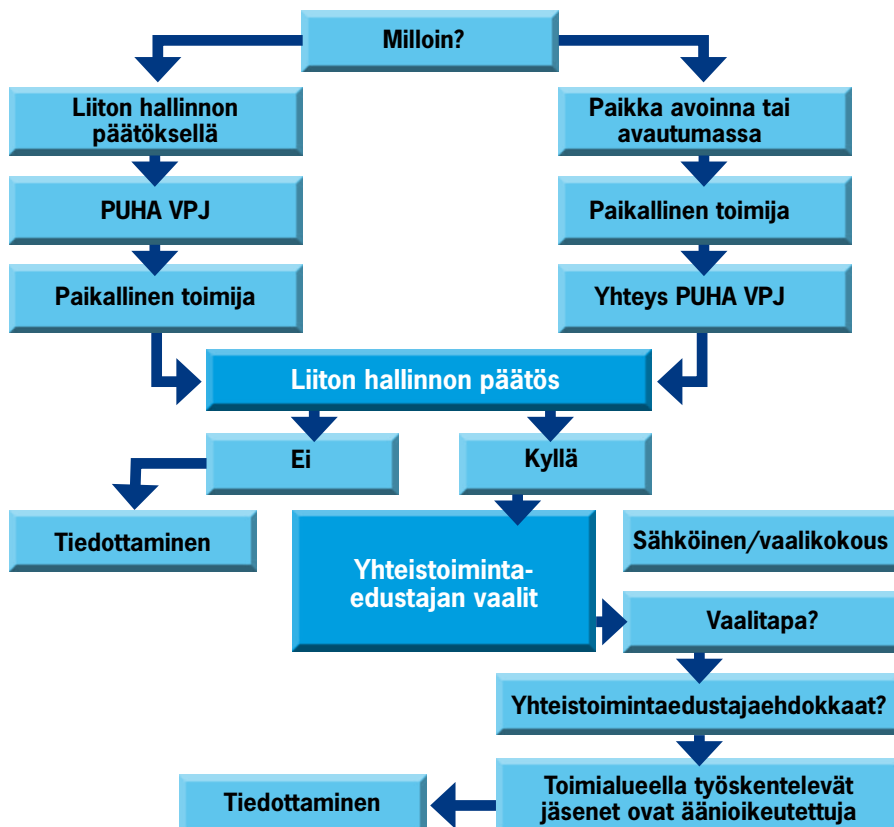 Milloin?
Liiton hallinnon
päätöksellä
Paikka avoinna tai
avautumassa
PUHA VPJ
Paikallinen toimija
Paikallinen toimija
Yhteys PUHA VPJ
Liiton hallinnon päätös
Ei
Kyllä
Tiedottaminen
Yhteistoiminta-
edustajan vaalit
Sähköinen/vaalikokous
Vaalitapa?
Yhteistoimintaedustajaehdokkaat?
Toimialueella työskentelevät
jäsenet ovat äänioikeutettuja
Tiedottaminen